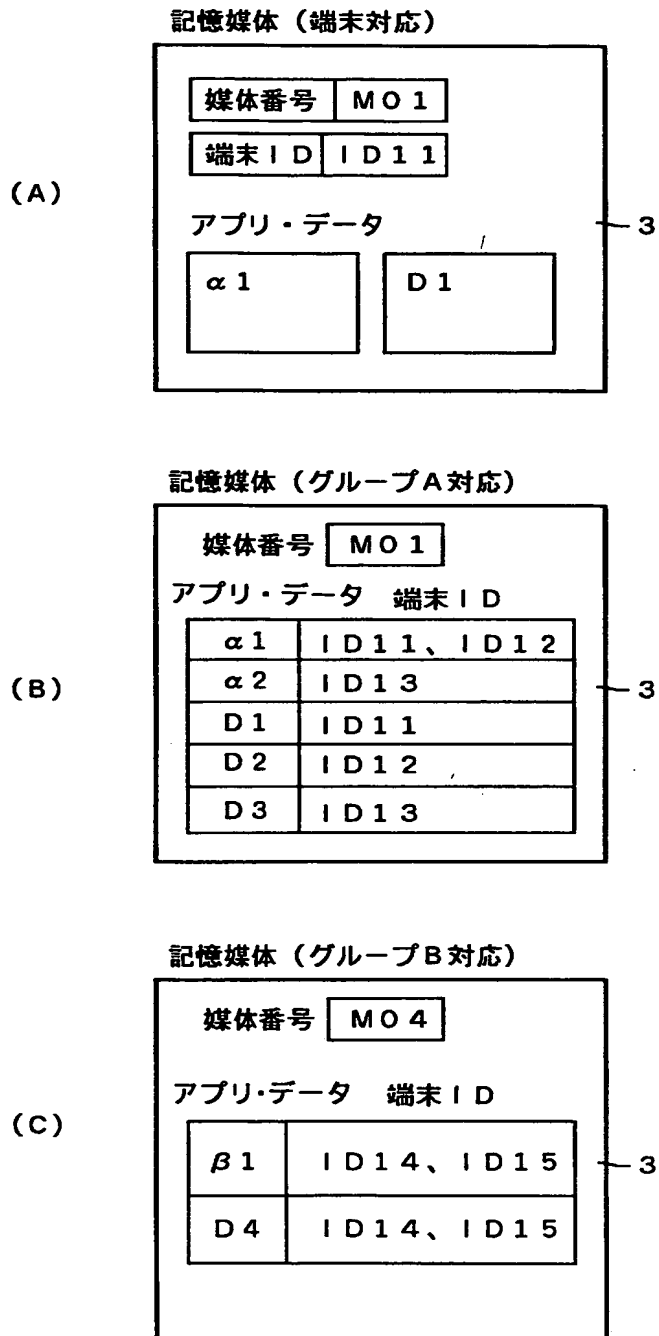 記憶媒体（端末対応）
媒体番号 MO1
端末ID ID11
(A)
アプリ・データ
3
α1 D1
記憶媒体（グループA対応）
媒体番号 MO1
アプリ・データ 端末ID
α1 ID11、ID12
α2 ID13
(B)
3
D1 ID11
D2 ID12
D3 ID13
記憶媒体（グループB対応）
媒体番号 MO4
アプリ・データ 端末ID
(C)
β1 ID14、ID15
3
D4 ID14、ID15